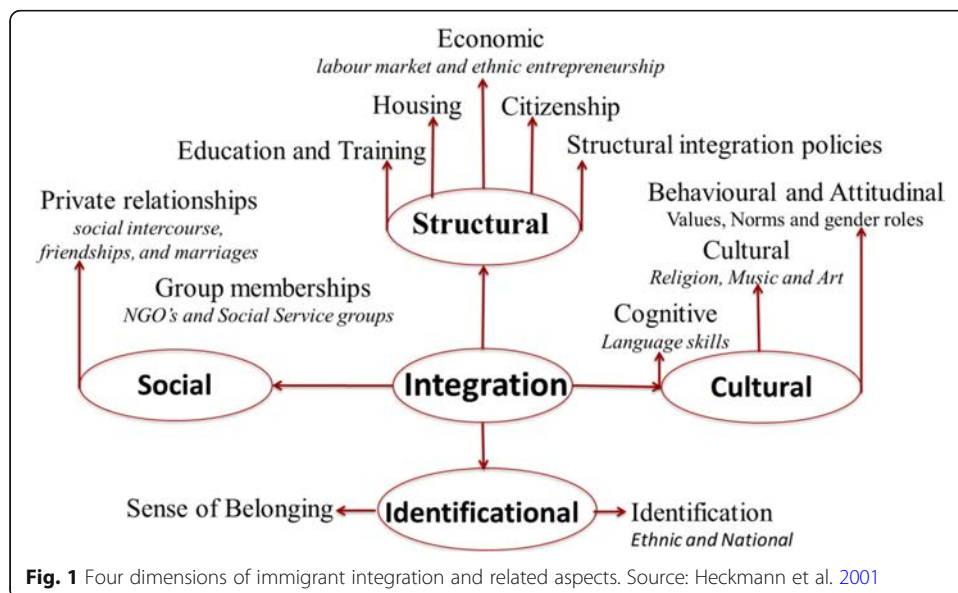 Economic
labour market and ethnic entrepreneurship
Housing
Citizenship
Education and Training
Structural integration policies
Structural
Private relationships
social intercourse,
friendships, and marriages
Group memberships
NGO's and Social Service groups
Behavioural and Attitudinal
Values, Norms and gender roles
Cultural
Religion, Music and Art
Cognitive
Language skills
Social
Integration
Cultural
Sense of Belonging
Identificational
Identification
Ethnic and National
Fig. 1 Four dimensions of immigrant integration and related aspects. Source: Heckmann et al. 2001